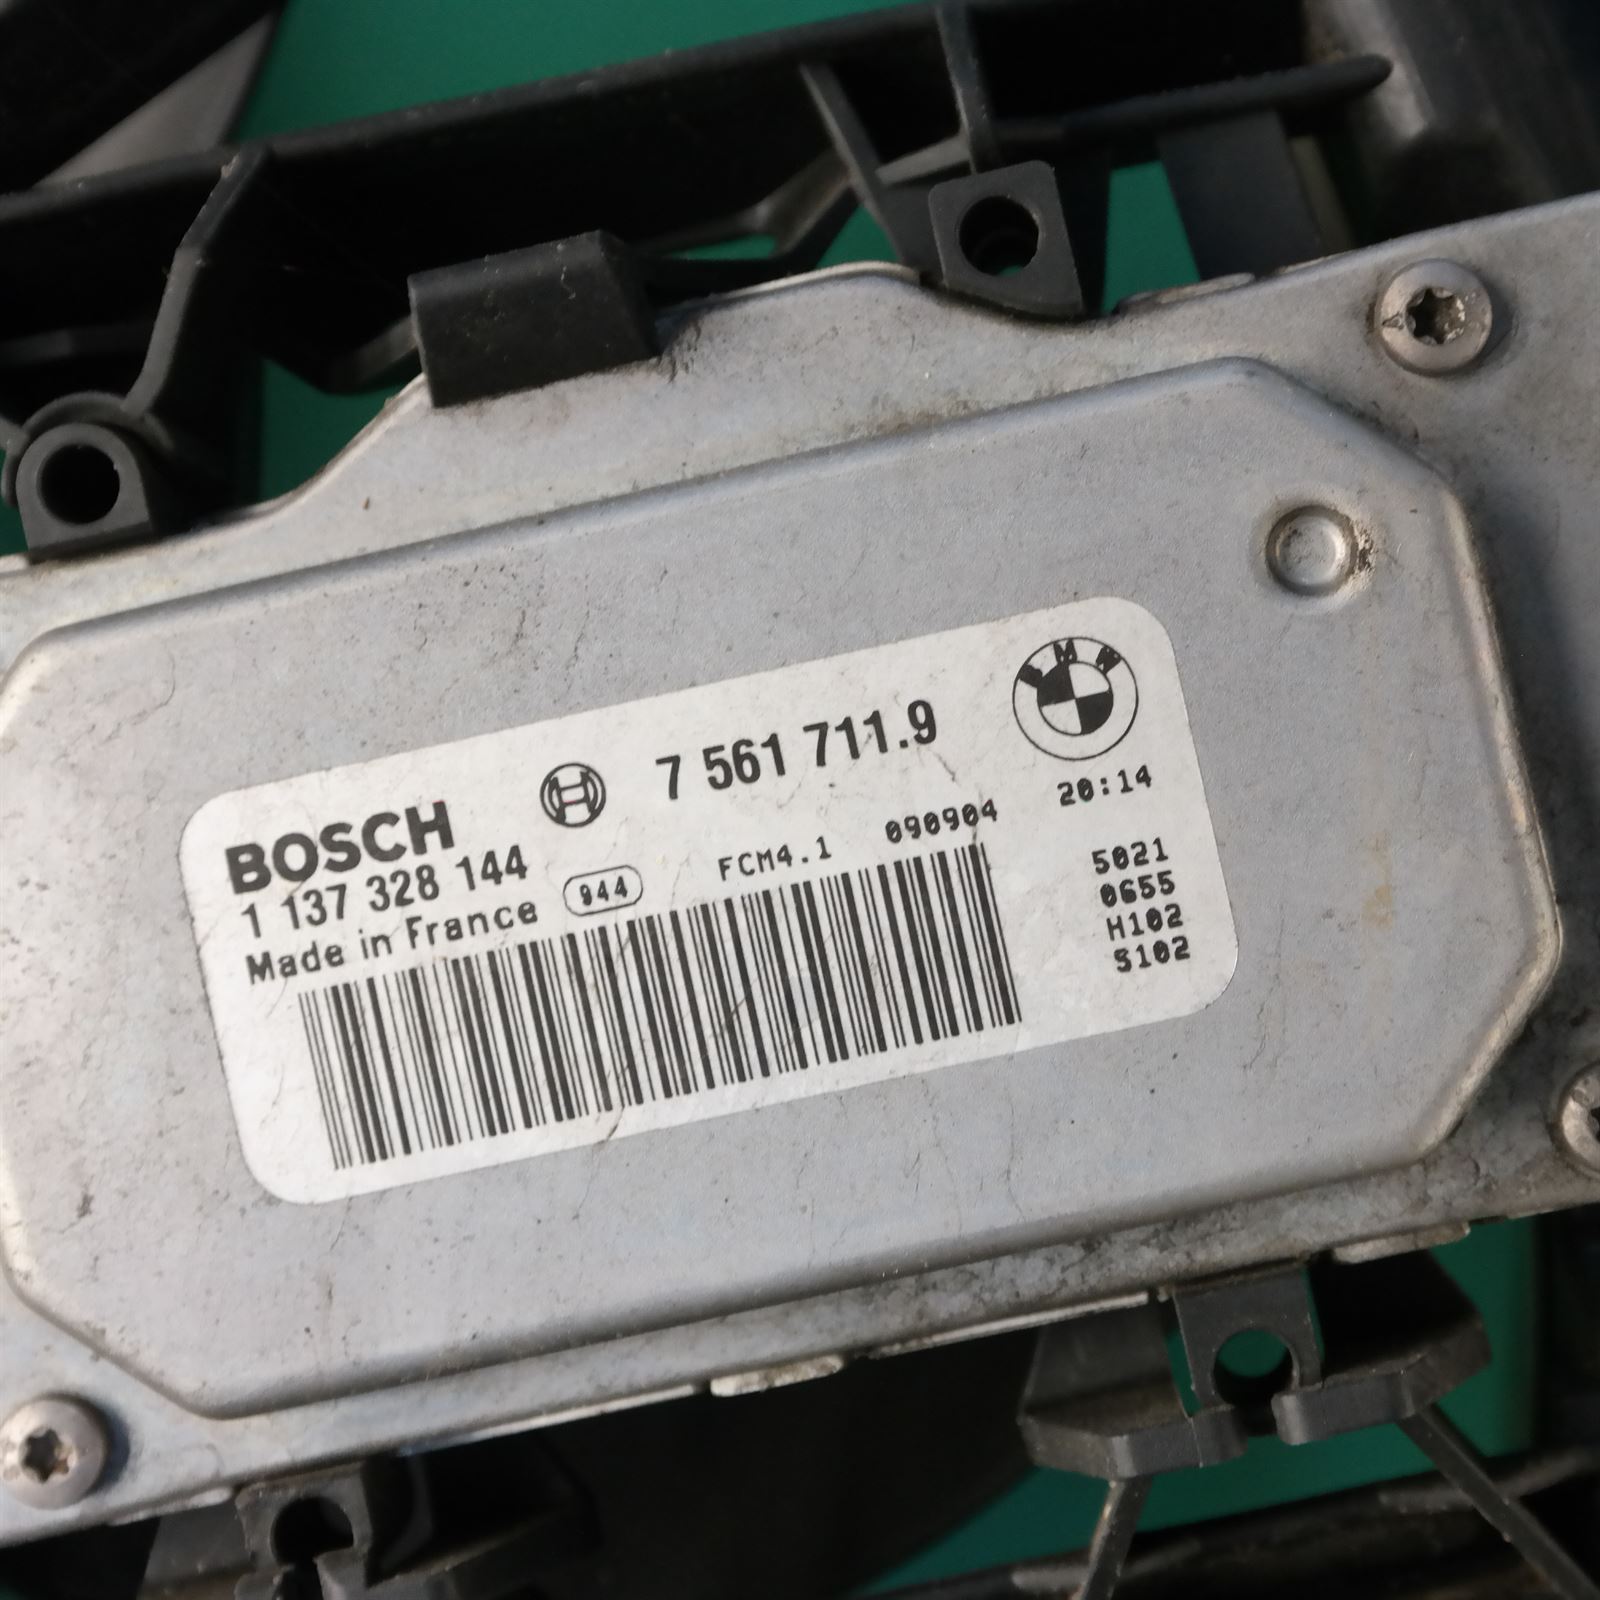 BMW
7 561 711.9
20:14
BOSCH
1 137 328 144
944
FCM4.1
090904
Made in France
5021
0655
H102
S102